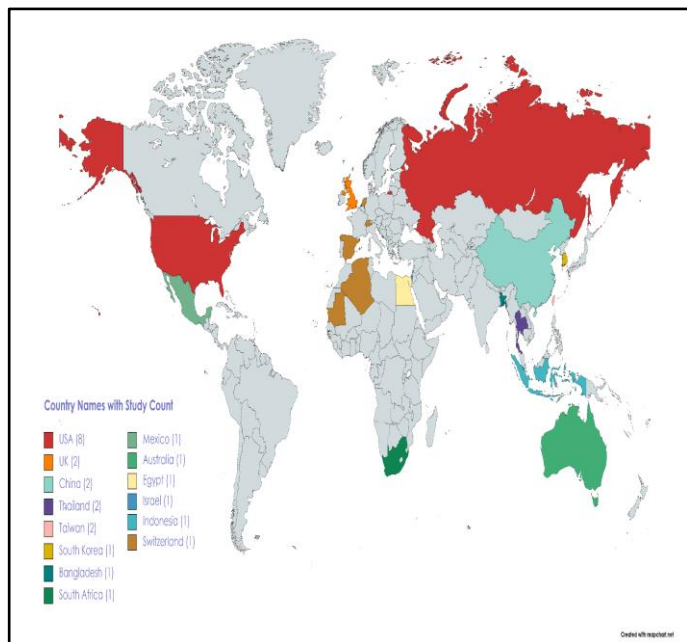 Country Names with Study Count
USA (8)
UK (2)
China (2)
Thailand (2)
Taiwan (2)
South Korea (1)
Bangladesh (1)
South Africa (1)
Mexico (1)
Australia (1)
Egypt (1)
Israel (1)
Indonesia (1)
Switzerland (1)
Created with mapchart.net